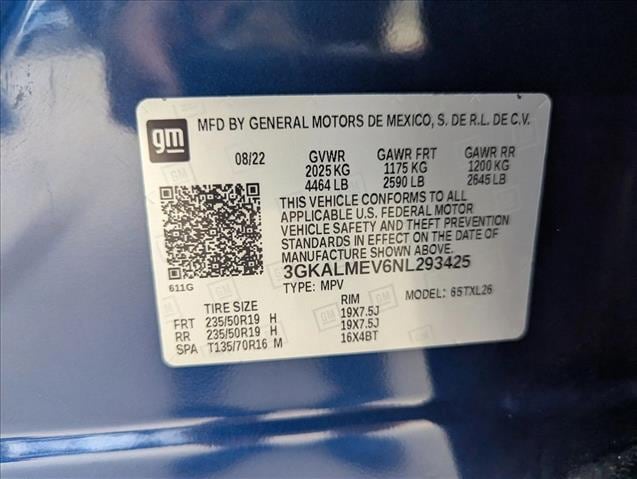 gm
MFD BY GENERAL MOTORS DE MEXICO, S. DE R.L. DE C.V.
08/22 GVWR GAWR FRT GAWR RR
2025 KG 1175 KG 1200 KG
4464 LB 2590 LB 2645 LB
THIS VEHICLE CONFORMS TO ALL
APPLICABLE U.S. FEDERAL MOTOR
VEHICLE SAFETY AND THEFT PREVENTION
STANDARDS IN EFFECT ON THE DATE OF
MANUFACTURE SHOWN ABOVE.
3GKALMEV6NL293425
611G TYPE: MPV MODEL: 65TXL26
TIRE SIZE RIM
FRT 235/50R19 H 19X7.5J
RR 235/50R19 H 19X7.5J
SPA T135/70R16 M 16X4BT